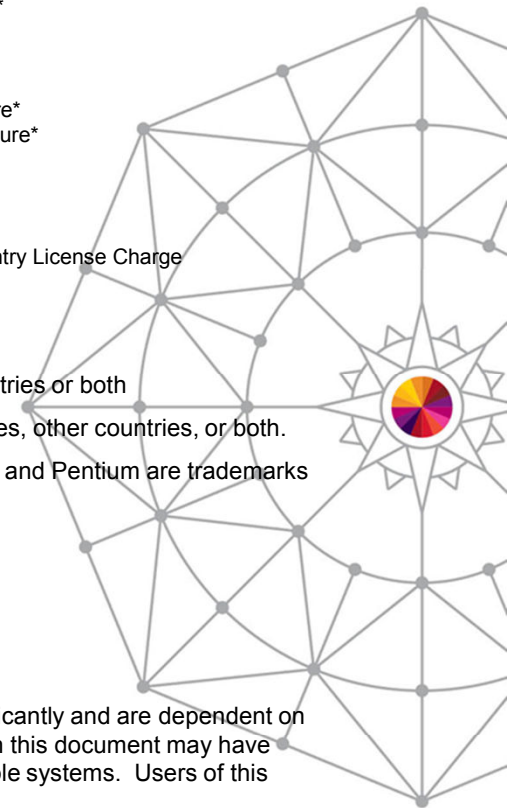 *
re*
ure*
ntry License Charge
tries or both
es, other countries, or both.
and Pentium are trademarks
cantly and are dependent on
n this document may have
ble systems.  Users of this